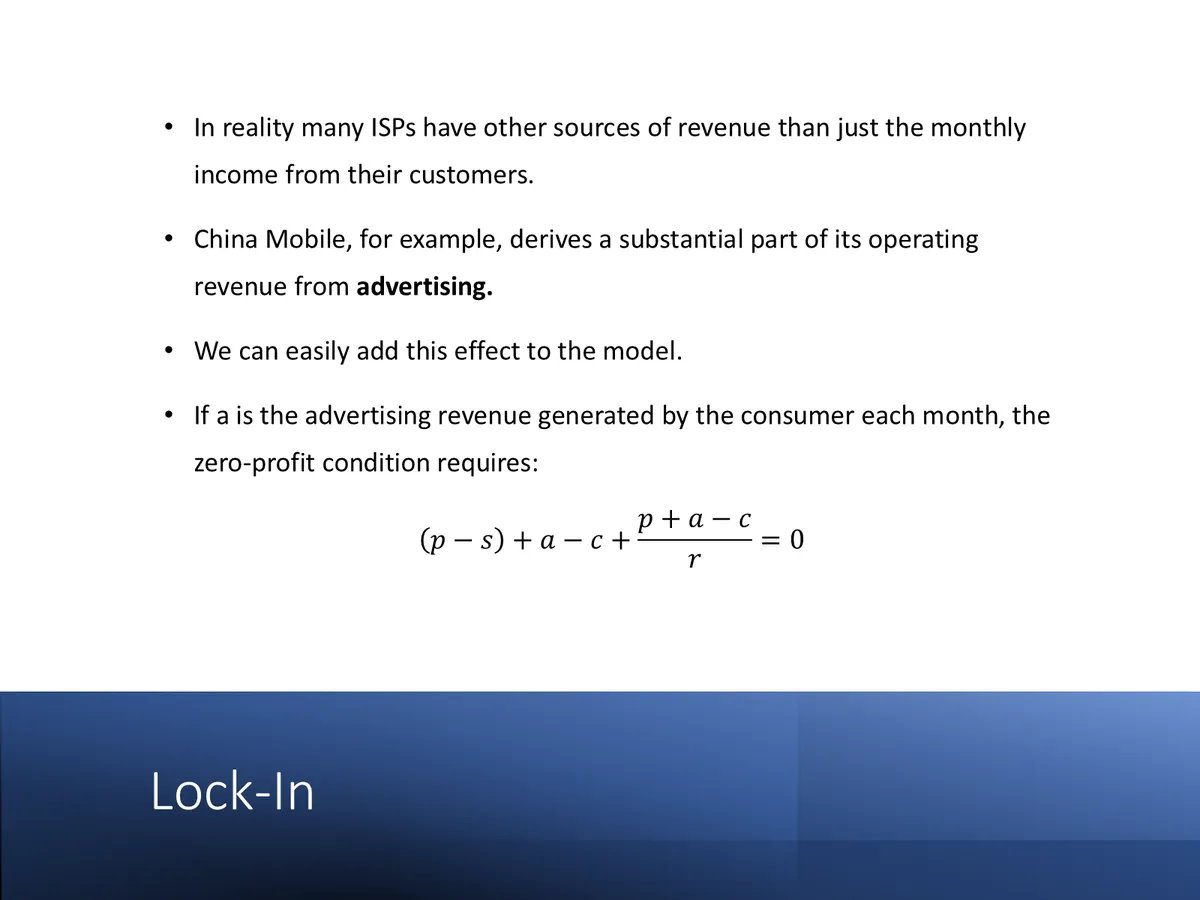 • In reality many ISPs have other sources of revenue than just the monthly
income from their customers.
• China Mobile, for example, derives a substantial part of its operating
revenue from advertising.
• We can easily add this effect to the model.
• If a is the advertising revenue generated by the consumer each month, the
zero-profit condition requires:
(p − s) + a − c + \frac{p + a − c}{r} = 0
Lock-In